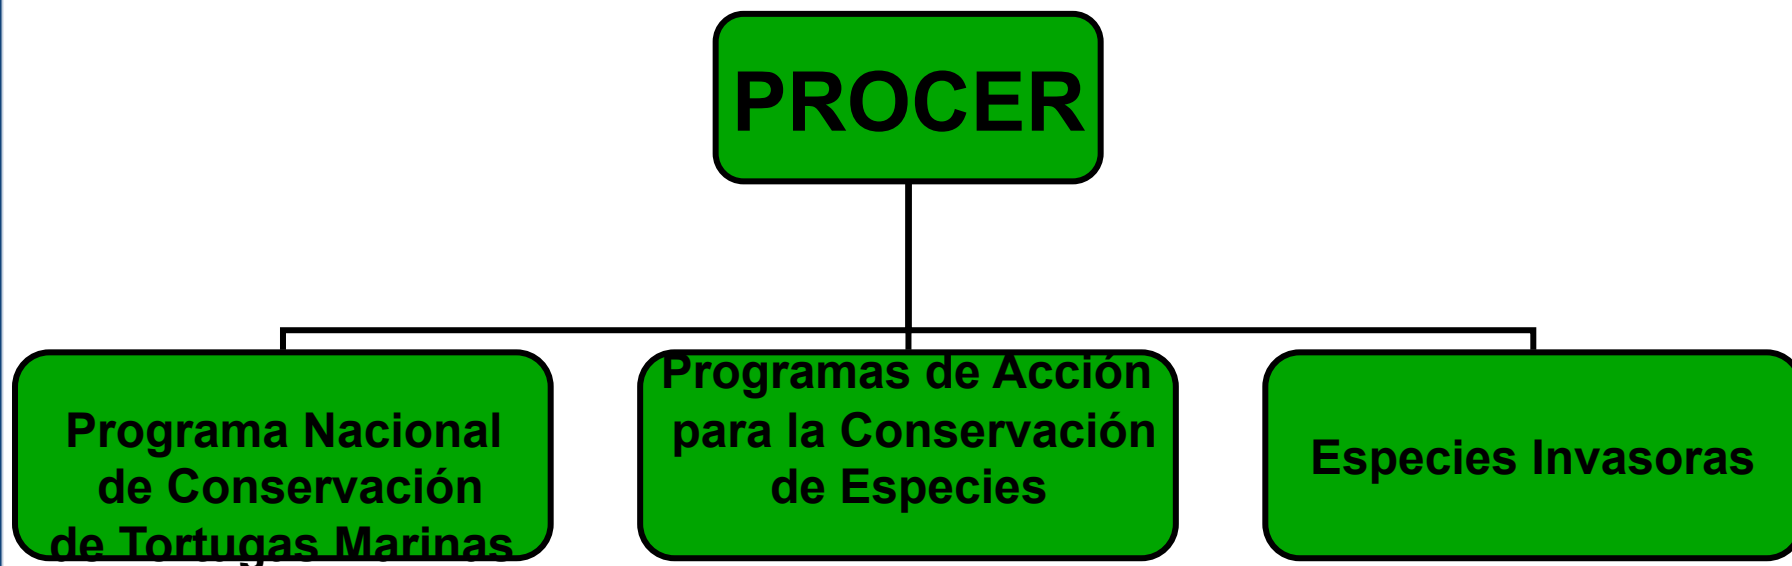 PROCER
Programa Nacional
de Conservación
de Tortugas Marinas
Programas de Acción
para la Conservación
de Especies
Especies Invasoras